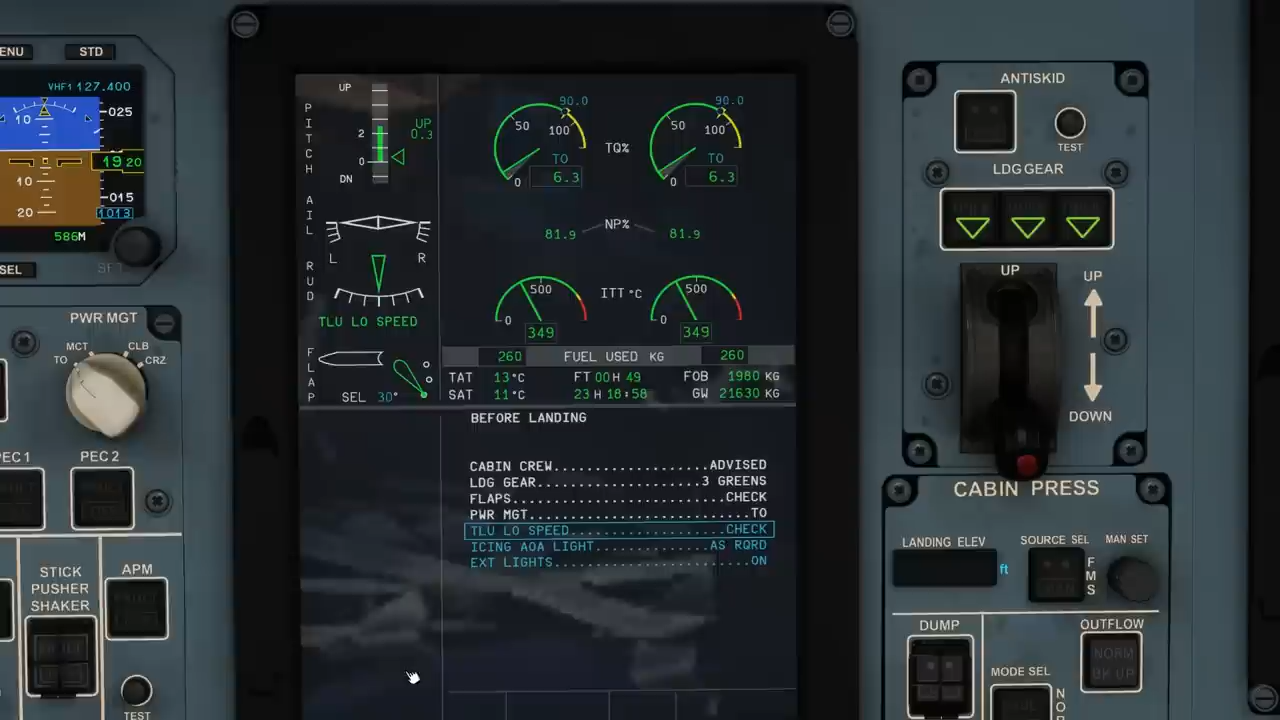 ENU
STD
VHF1 127.400
025
10
19 20
10
015
20
1013
586M
SEL
PWR MGT
MCT
CLB
TO
CRZ
PEC 1
PEC 2
STICK
PUSHER
SHAKER
APM
TEST
PITCH
UP
2
0
DN
UP
0.3
AIL
L
R
RUD
TLU LO SPEED
FLAP
SEL 30°
90.0
90.0
50
100
TQ%
50
100
TO
TO
0
6.3
0
6.3
81.9
NP%
81.9
500
ITT °C
500
0
0
349
349
260
FUEL USED KG
260
TAT 13°C
FT 00H 49
FOB 1980 KG
SAT 11°C
23 H 18:58
GW 21630 KG
BEFORE LANDING
CABIN CREW...................ADVISED
LDG GEAR.....................3 GREENS
FLAPS..........................CHECK
PWR MGT...........................TO
TLU LO SPEED...................CHECK
ICING AOA LIGHT..............AS RQRD
EXT LIGHTS........................ON
ANTISKID
TEST
LDG GEAR
UP
UP
DOWN
CABIN PRESS
LANDING ELEV
SOURCE SEL
MAN SET
ft
FMS
DUMP
OUTFLOW
NORM
BK UP
MODE SEL
NO